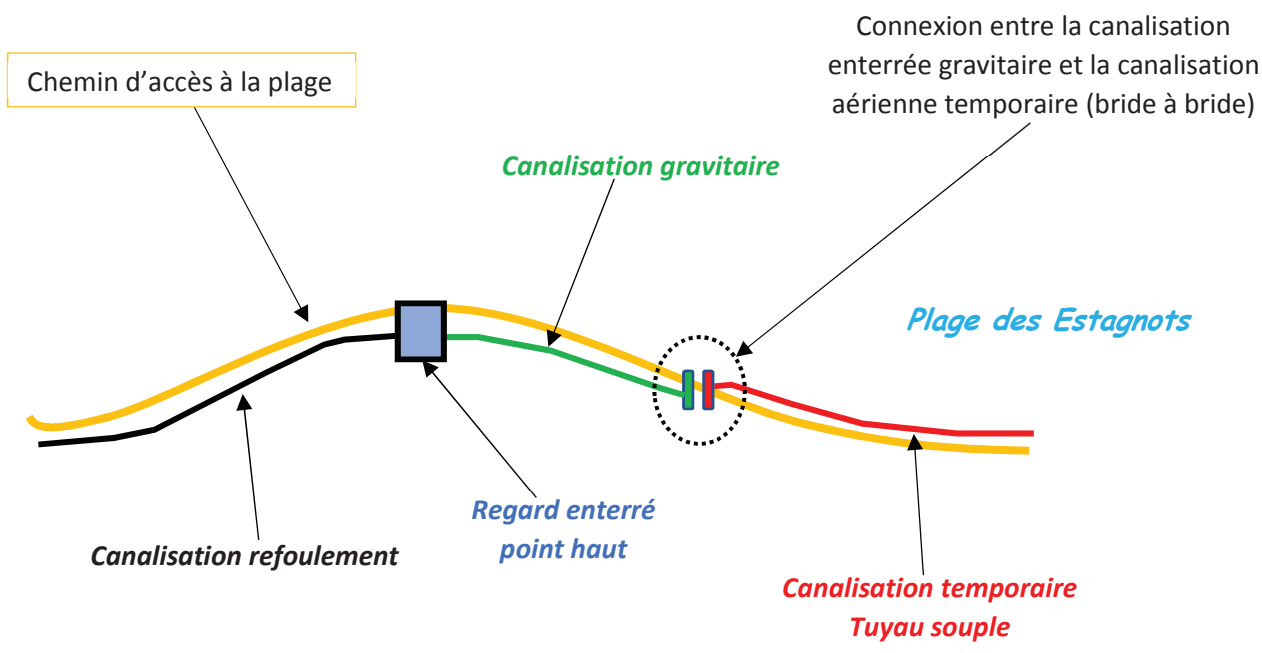 Connexion entre la canalisation
enterrée gravitaire et la canalisation
aérienne temporaire (bride à bride)
Chemin d’accès à la plage
Canalisation gravitaire
Plage des Estagnots
Regard enterré
point haut
Canalisation refoulement
Canalisation temporaire
Tuyau souple